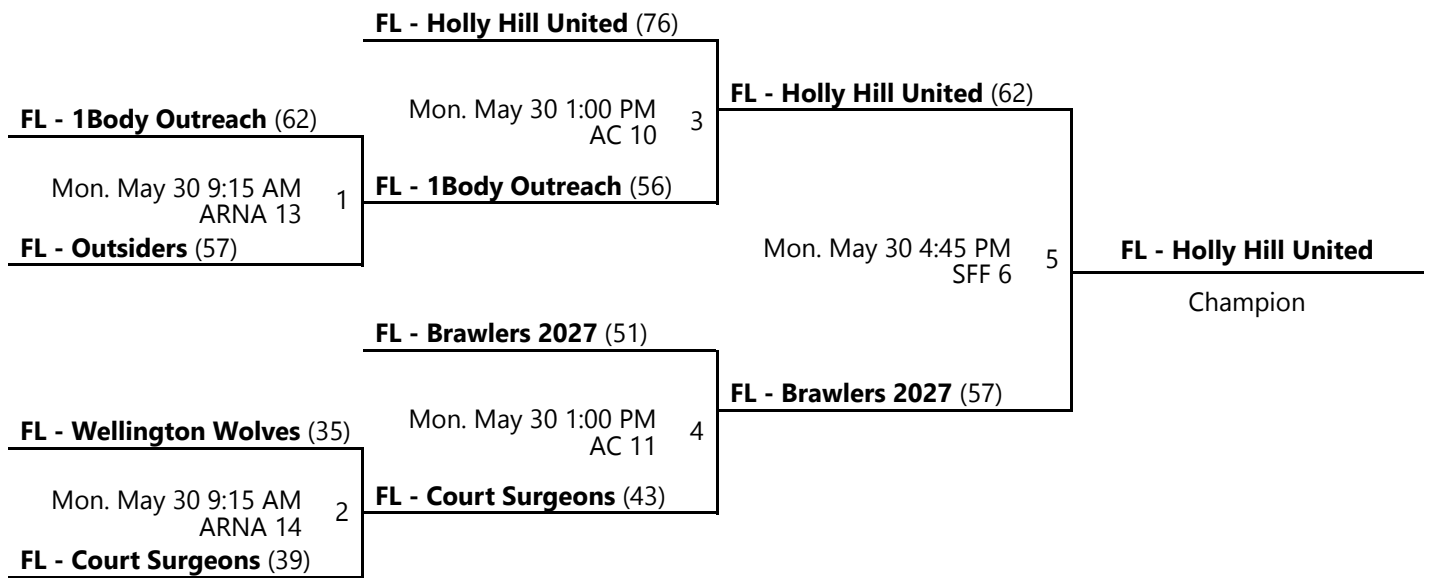 FL - Holly Hill United (76)
Mon. May 30 1:00 PM
AC 10
3
FL - Holly Hill United (62)
FL - 1Body Outreach (62)
Mon. May 30 9:15 AM
ARNA 13
1
FL - 1Body Outreach (56)
FL - Outsiders (57)
Mon. May 30 4:45 PM
SFF 6
5
FL - Holly Hill United
Champion
FL - Brawlers 2027 (51)
Mon. May 30 1:00 PM
AC 11
4
FL - Brawlers 2027 (57)
FL - Wellington Wolves (35)
Mon. May 30 9:15 AM
ARNA 14
2
FL - Court Surgeons (43)
FL - Court Surgeons (39)